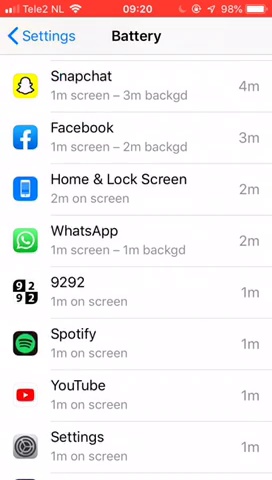 Tele2 NL 09:20 98%
Settings Battery
Snapchat 4m
1m screen – 3m backgd
Facebook 3m
1m screen – 2m backgd
Home & Lock Screen 2m
2m on screen
WhatsApp 2m
1m screen – 1m backgd
9292
9292 1m
1m on screen
Spotify 1m
1m on screen
YouTube 1m
1m on screen
Settings 1m
1m on screen